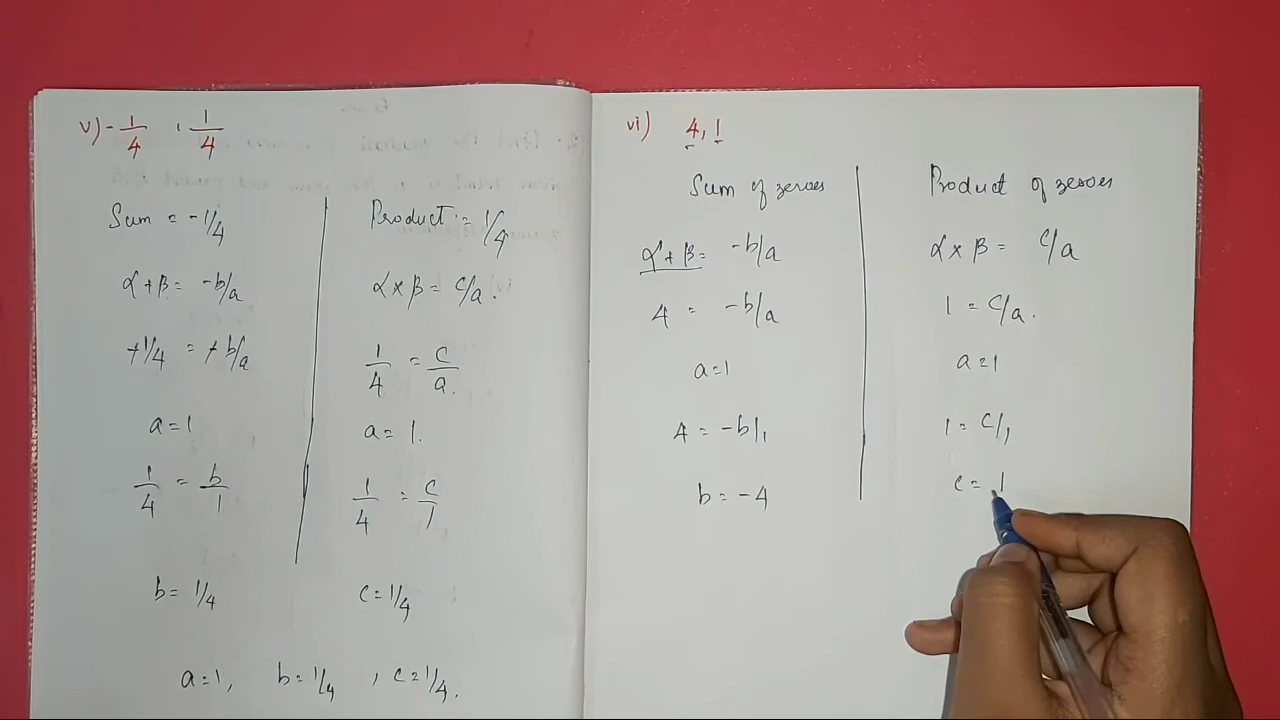 v) -1/4 , 1/4
Sum = -1/4
α + β = -b/a
+1/4 = +b/a
a = 1
1/4 = b/1
b = 1/4
Product = 1/4
α × β = c/a.
1/4 = c/a.
a = 1.
1/4 = c/1
c = 1/4
a = 1, b = 1/4, c = 1/4.
vi) 4, 1
Sum of zeroes
α + β = -b/a
4 = -b/a
a = 1
4 = -b/1
b = -4
Product of zeroes
α × β = c/a
1 = c/a.
a = 1
1 = c/1
c = 1